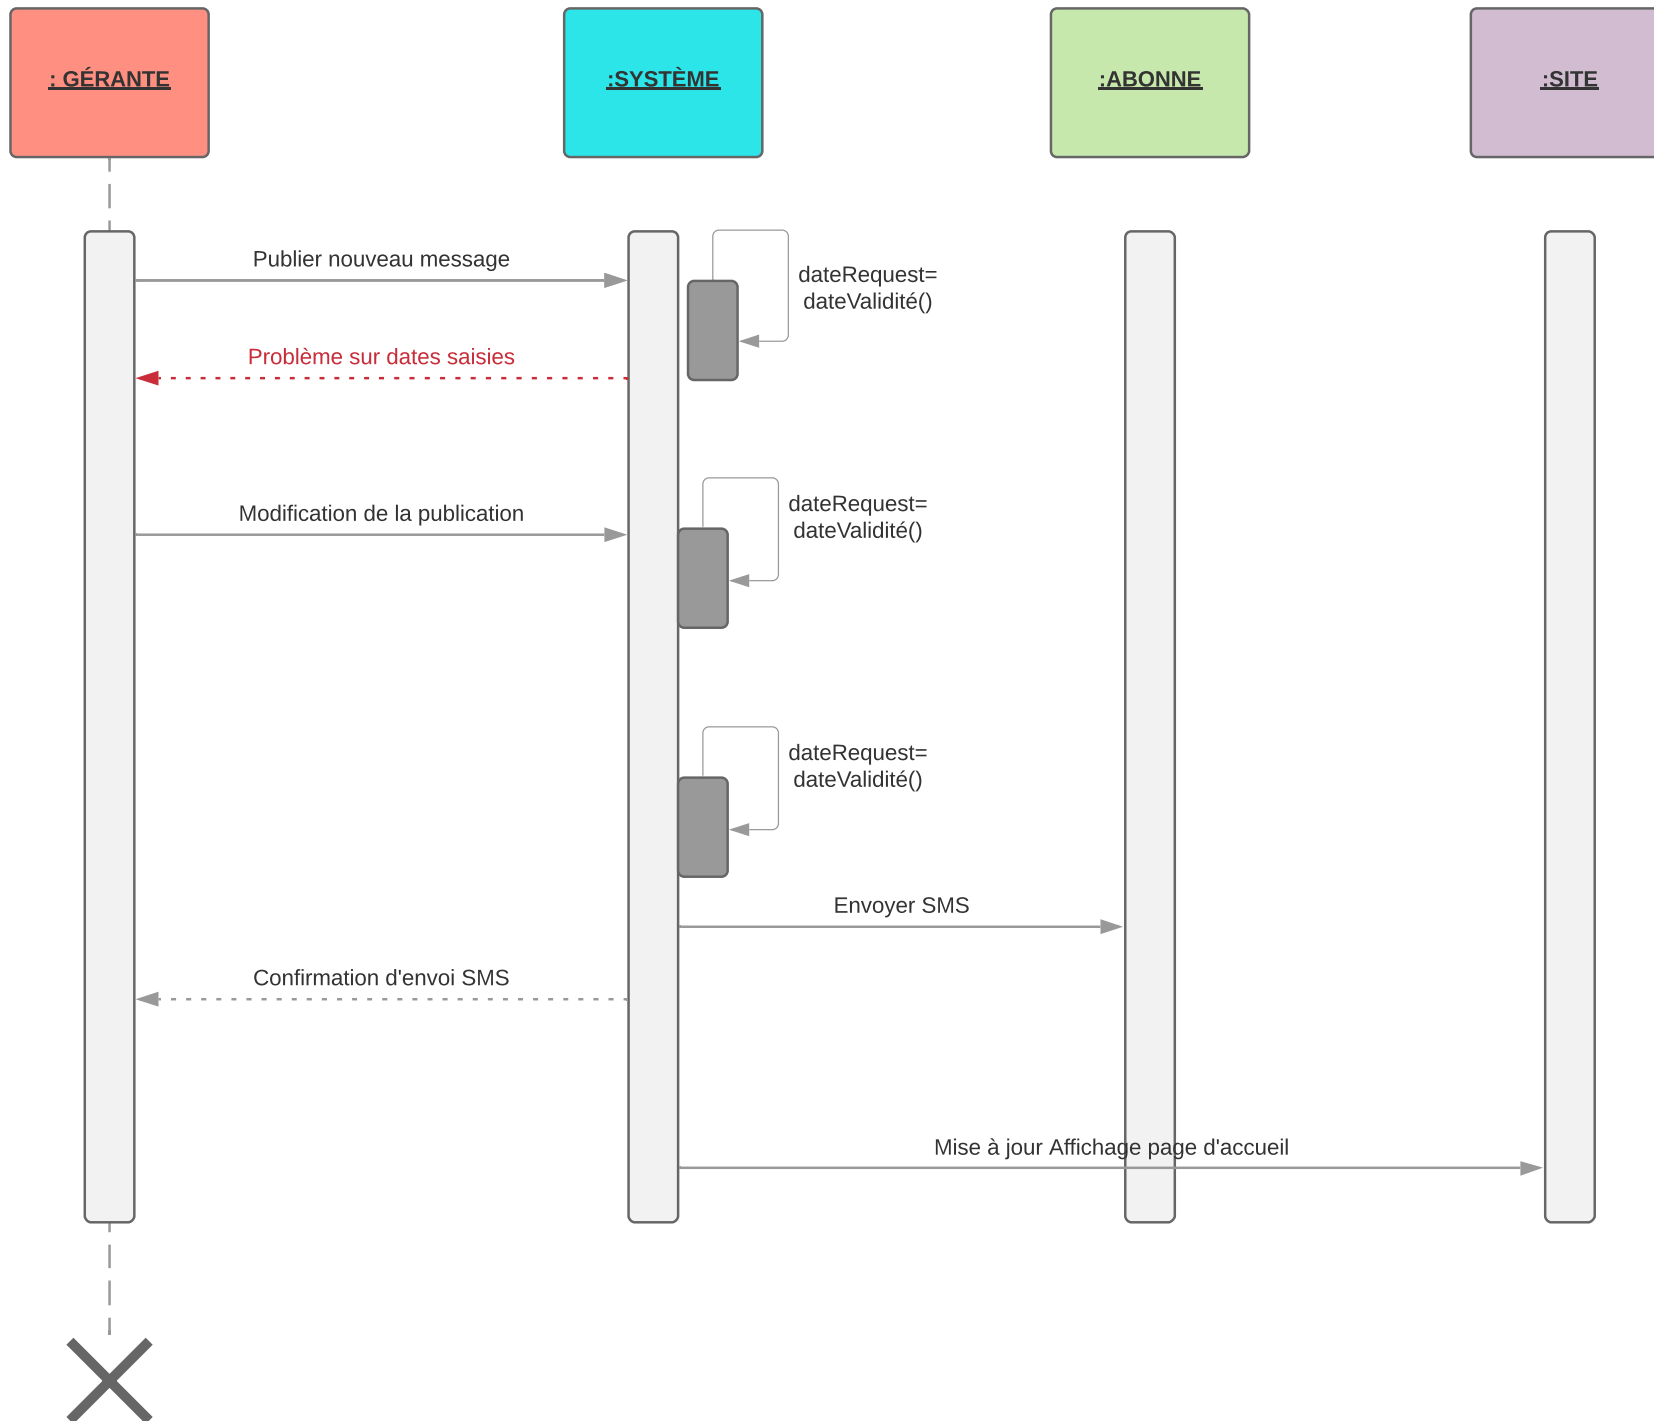 : GÉRANTE
:SYSTÈME
:ABONNE
:SITE
Publier nouveau message
dateRequest=
dateValidité()
Problème sur dates saisies
Modification de la publication
dateRequest=
dateValidité()
dateRequest=
dateValidité()
Envoyer SMS
Confirmation d'envoi SMS
Mise à jour Affichage page d'accueil